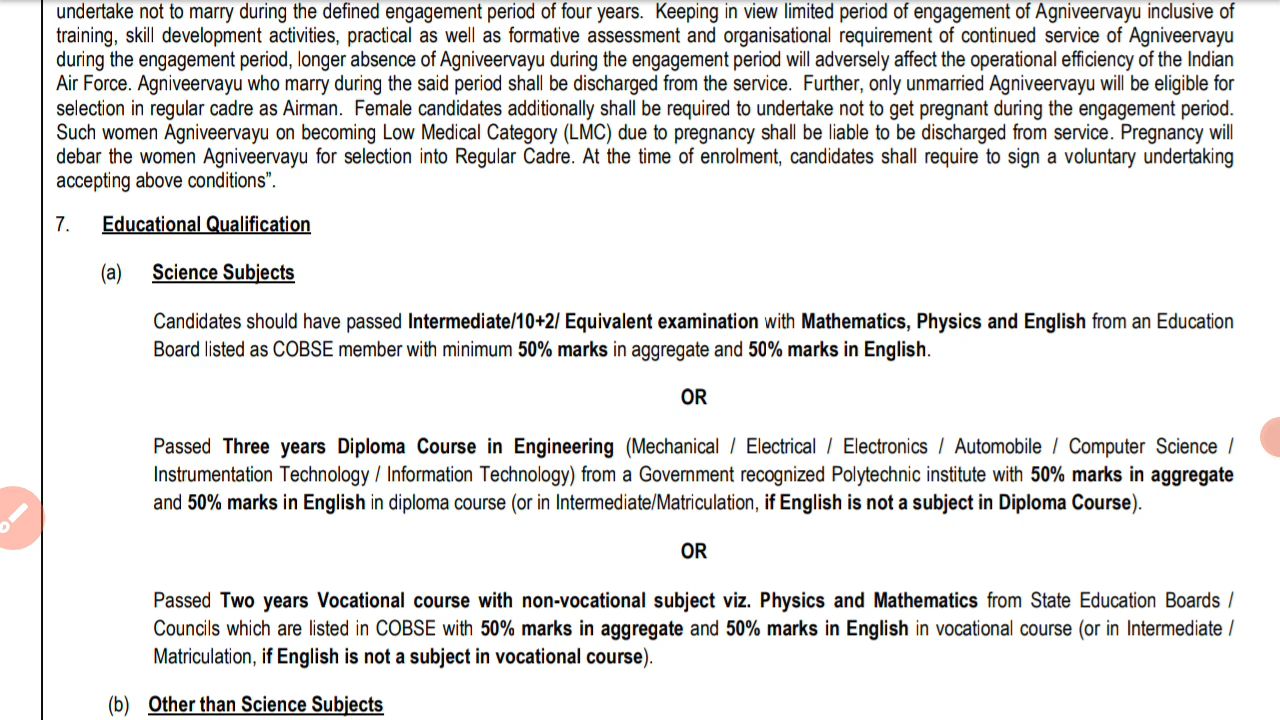 undertake not to marry during the defined engagement period of four years. Keeping in view limited period of engagement of Agniveervayu inclusive of
training, skill development activities, practical as well as formative assessment and organisational requirement of continued service of Agniveervayu
during the engagement period, longer absence of Agniveervayu during the engagement period will adversely affect the operational efficiency of the Indian
Air Force. Agniveervayu who marry during the said period shall be discharged from the service. Further, only unmarried Agniveervayu will be eligible for
selection in regular cadre as Airman. Female candidates additionally shall be required to undertake not to get pregnant during the engagement period.
Such women Agniveervayu on becoming Low Medical Category (LMC) due to pregnancy shall be liable to be discharged from service. Pregnancy will
debar the women Agniveervayu for selection into Regular Cadre. At the time of enrolment, candidates shall require to sign a voluntary undertaking
accepting above conditions”.
7. Educational Qualification
(a) Science Subjects
Candidates should have passed Intermediate/10+2/ Equivalent examination with Mathematics, Physics and English from an Education
Board listed as COBSE member with minimum 50% marks in aggregate and 50% marks in English.
OR
Passed Three years Diploma Course in Engineering (Mechanical / Electrical / Electronics / Automobile / Computer Science /
Instrumentation Technology / Information Technology) from a Government recognized Polytechnic institute with 50% marks in aggregate
and 50% marks in English in diploma course (or in Intermediate/Matriculation, if English is not a subject in Diploma Course).
OR
Passed Two years Vocational course with non-vocational subject viz. Physics and Mathematics from State Education Boards /
Councils which are listed in COBSE with 50% marks in aggregate and 50% marks in English in vocational course (or in Intermediate /
Matriculation, if English is not a subject in vocational course).
(b) Other than Science Subjects